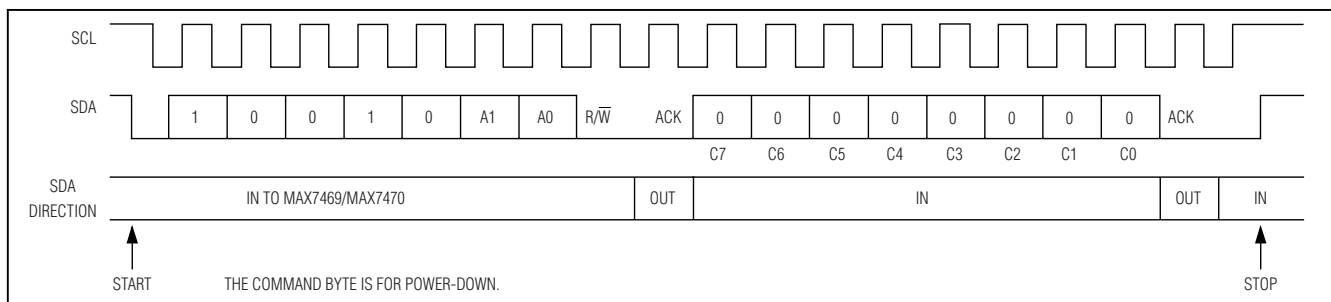 SCL
SDA 1 0 0 1 0 A1 A0 R/W̅ ACK 0 0 0 0 0 0 0 0 ACK
C7 C6 C5 C4 C3 C2 C1 C0
SDA DIRECTION IN TO MAX7469/MAX7470 OUT IN OUT IN
START THE COMMAND BYTE IS FOR POWER-DOWN. STOP